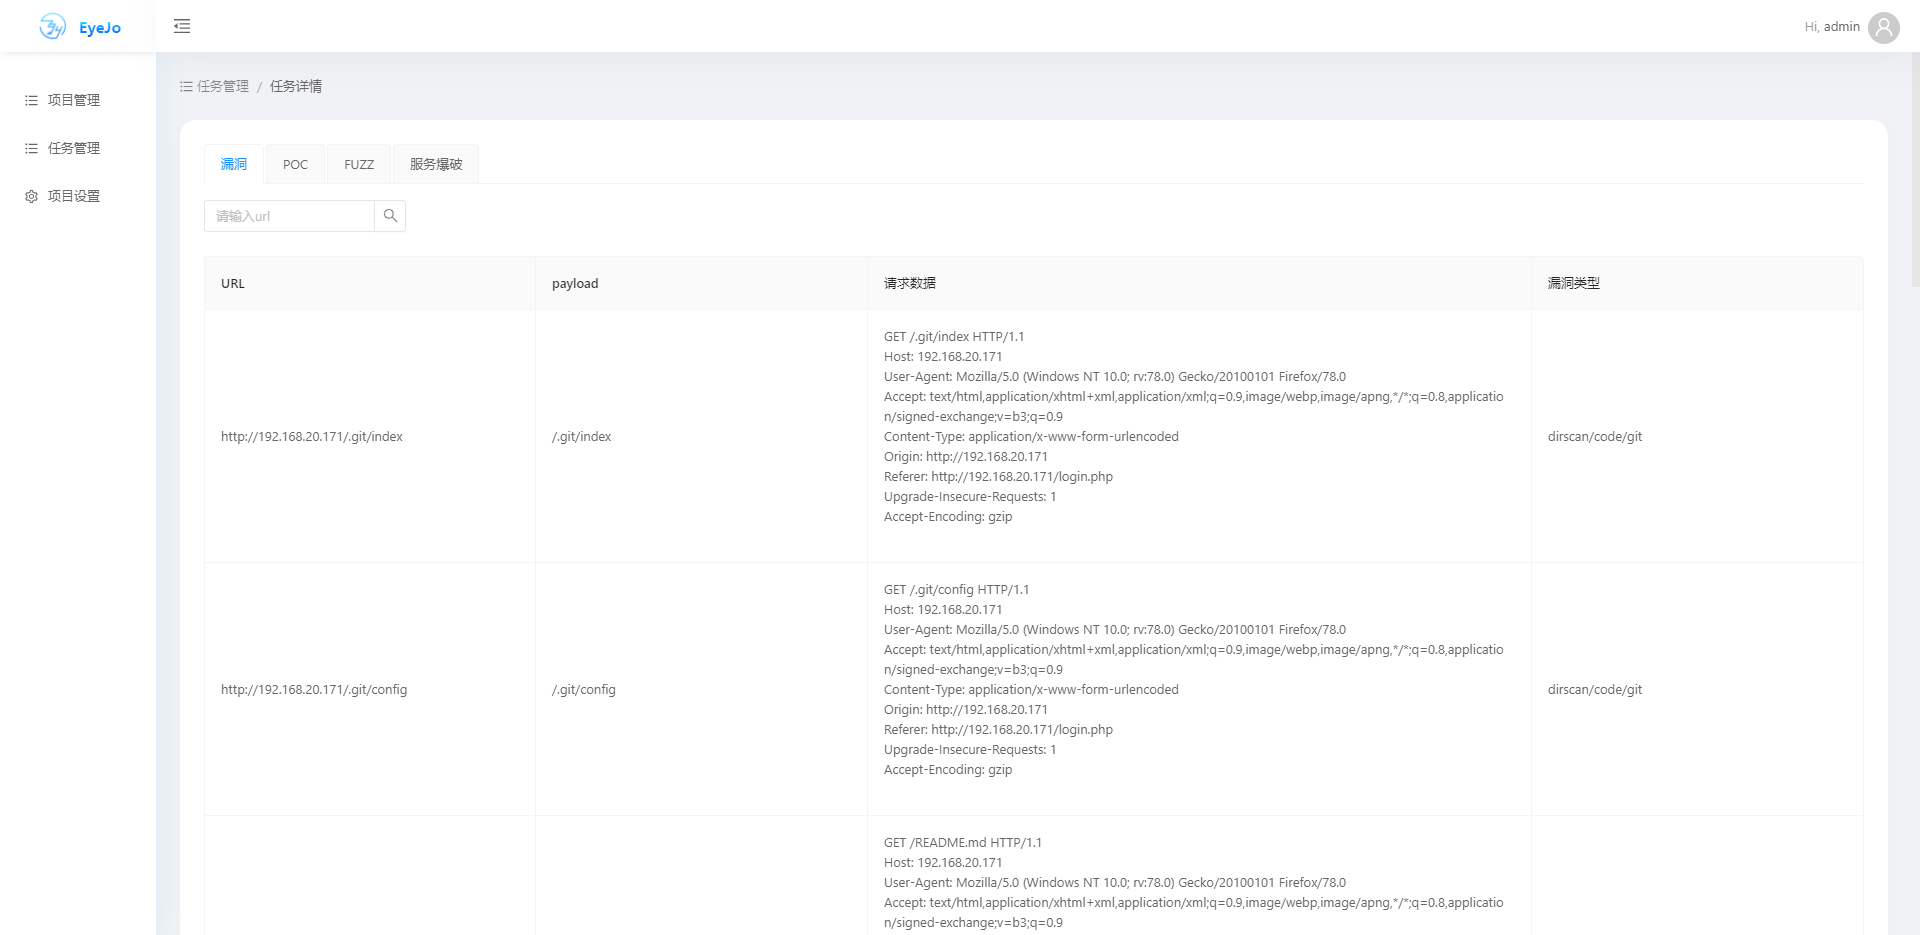 EyeJo
Hi, admin
项目管理
任务管理
项目设置
任务管理 / 任务详情
漏洞 POC FUZZ 服务爆破
请输入url
URL payload 请求数据 漏洞类型
http://192.168.20.171/.git/index
/.git/index
GET /.git/index HTTP/1.1
Host: 192.168.20.171
User-Agent: Mozilla/5.0 (Windows NT 10.0; rv:78.0) Gecko/20100101 Firefox/78.0
Accept: text/html,application/xhtml+xml,application/xml;q=0.9,image/webp,image/apng,*/*;q=0.8,applicatio
n/signed-exchange;v=b3;q=0.9
Content-Type: application/x-www-form-urlencoded
Origin: http://192.168.20.171
Referer: http://192.168.20.171/login.php
Upgrade-Insecure-Requests: 1
Accept-Encoding: gzip
dirscan/code/git
http://192.168.20.171/.git/config
/.git/config
GET /.git/config HTTP/1.1
Host: 192.168.20.171
User-Agent: Mozilla/5.0 (Windows NT 10.0; rv:78.0) Gecko/20100101 Firefox/78.0
Accept: text/html,application/xhtml+xml,application/xml;q=0.9,image/webp,image/apng,*/*;q=0.8,applicatio
n/signed-exchange;v=b3;q=0.9
Content-Type: application/x-www-form-urlencoded
Origin: http://192.168.20.171
Referer: http://192.168.20.171/login.php
Upgrade-Insecure-Requests: 1
Accept-Encoding: gzip
dirscan/code/git
GET /README.md HTTP/1.1
Host: 192.168.20.171
User-Agent: Mozilla/5.0 (Windows NT 10.0; rv:78.0) Gecko/20100101 Firefox/78.0
Accept: text/html,application/xhtml+xml,application/xml;q=0.9,image/webp,image/apng,*/*;q=0.8,applicatio
n/signed-exchange;v=b3;q=0.9